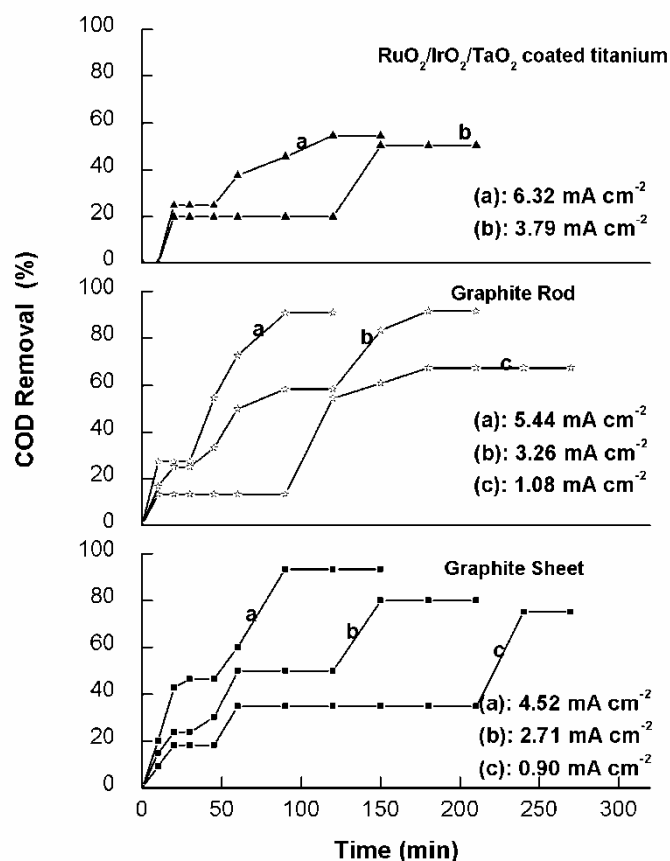 100
80
60
40
20
0
RuO₂/IrO₂/TaO₂ coated titanium
a
b
(a): 6.32 mA cm⁻²
(b): 3.79 mA cm⁻²
COD Removal (%)
100
80
60
40
20
0
Graphite Rod
a
b
c
(a): 5.44 mA cm⁻²
(b): 3.26 mA cm⁻²
(c): 1.08 mA cm⁻²
100
80
60
40
20
0
Graphite Sheet
a
b
c
(a): 4.52 mA cm⁻²
(b): 2.71 mA cm⁻²
(c): 0.90 mA cm⁻²
0 50 100 150 200 250 300
Time (min)